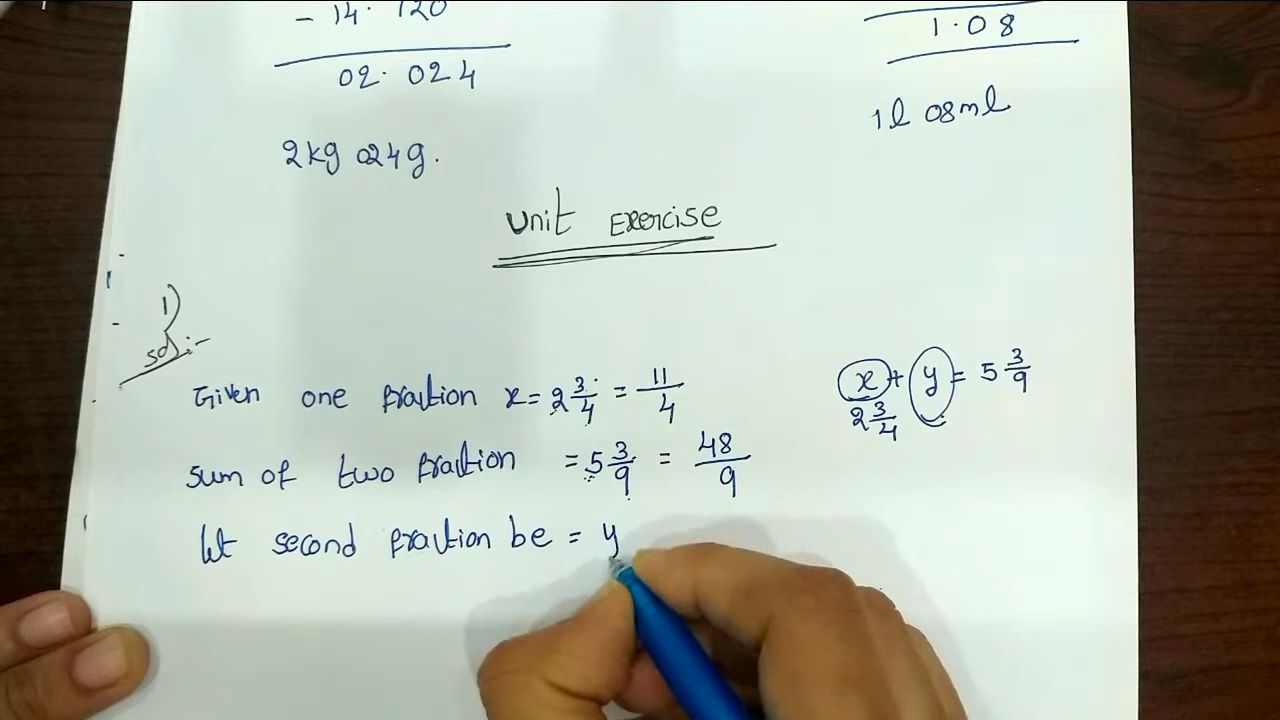 - 14. 120
02. 024
2kg 024g.
1.08
1l 08ml
Unit Exercise
1)
sol:-
Given one fraction x= 2 3/4 = 11/4
sum of two fraction = 5 3/9 = 48/9
let second fraction be = y
x + y = 5 3/9
2 3/4